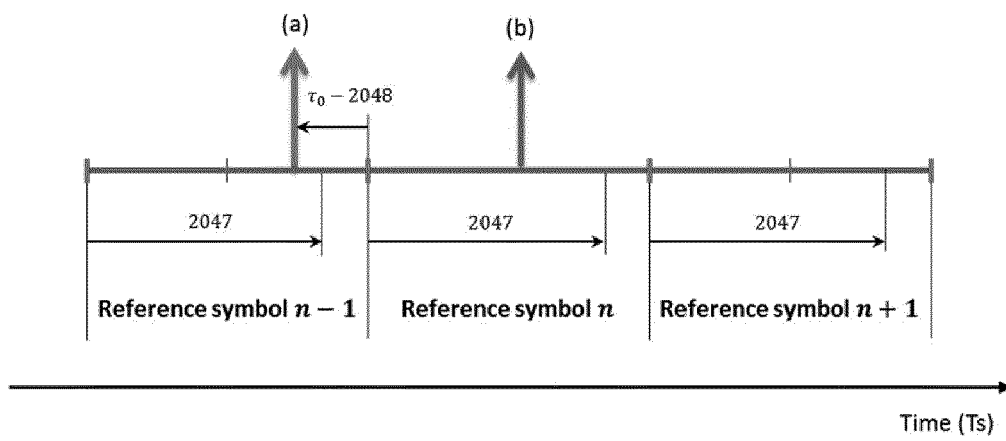 (a)
(b)
τ₀ − 2048
2047
2047
2047
Reference symbol n − 1
Reference symbol n
Reference symbol n + 1
Time (Ts)